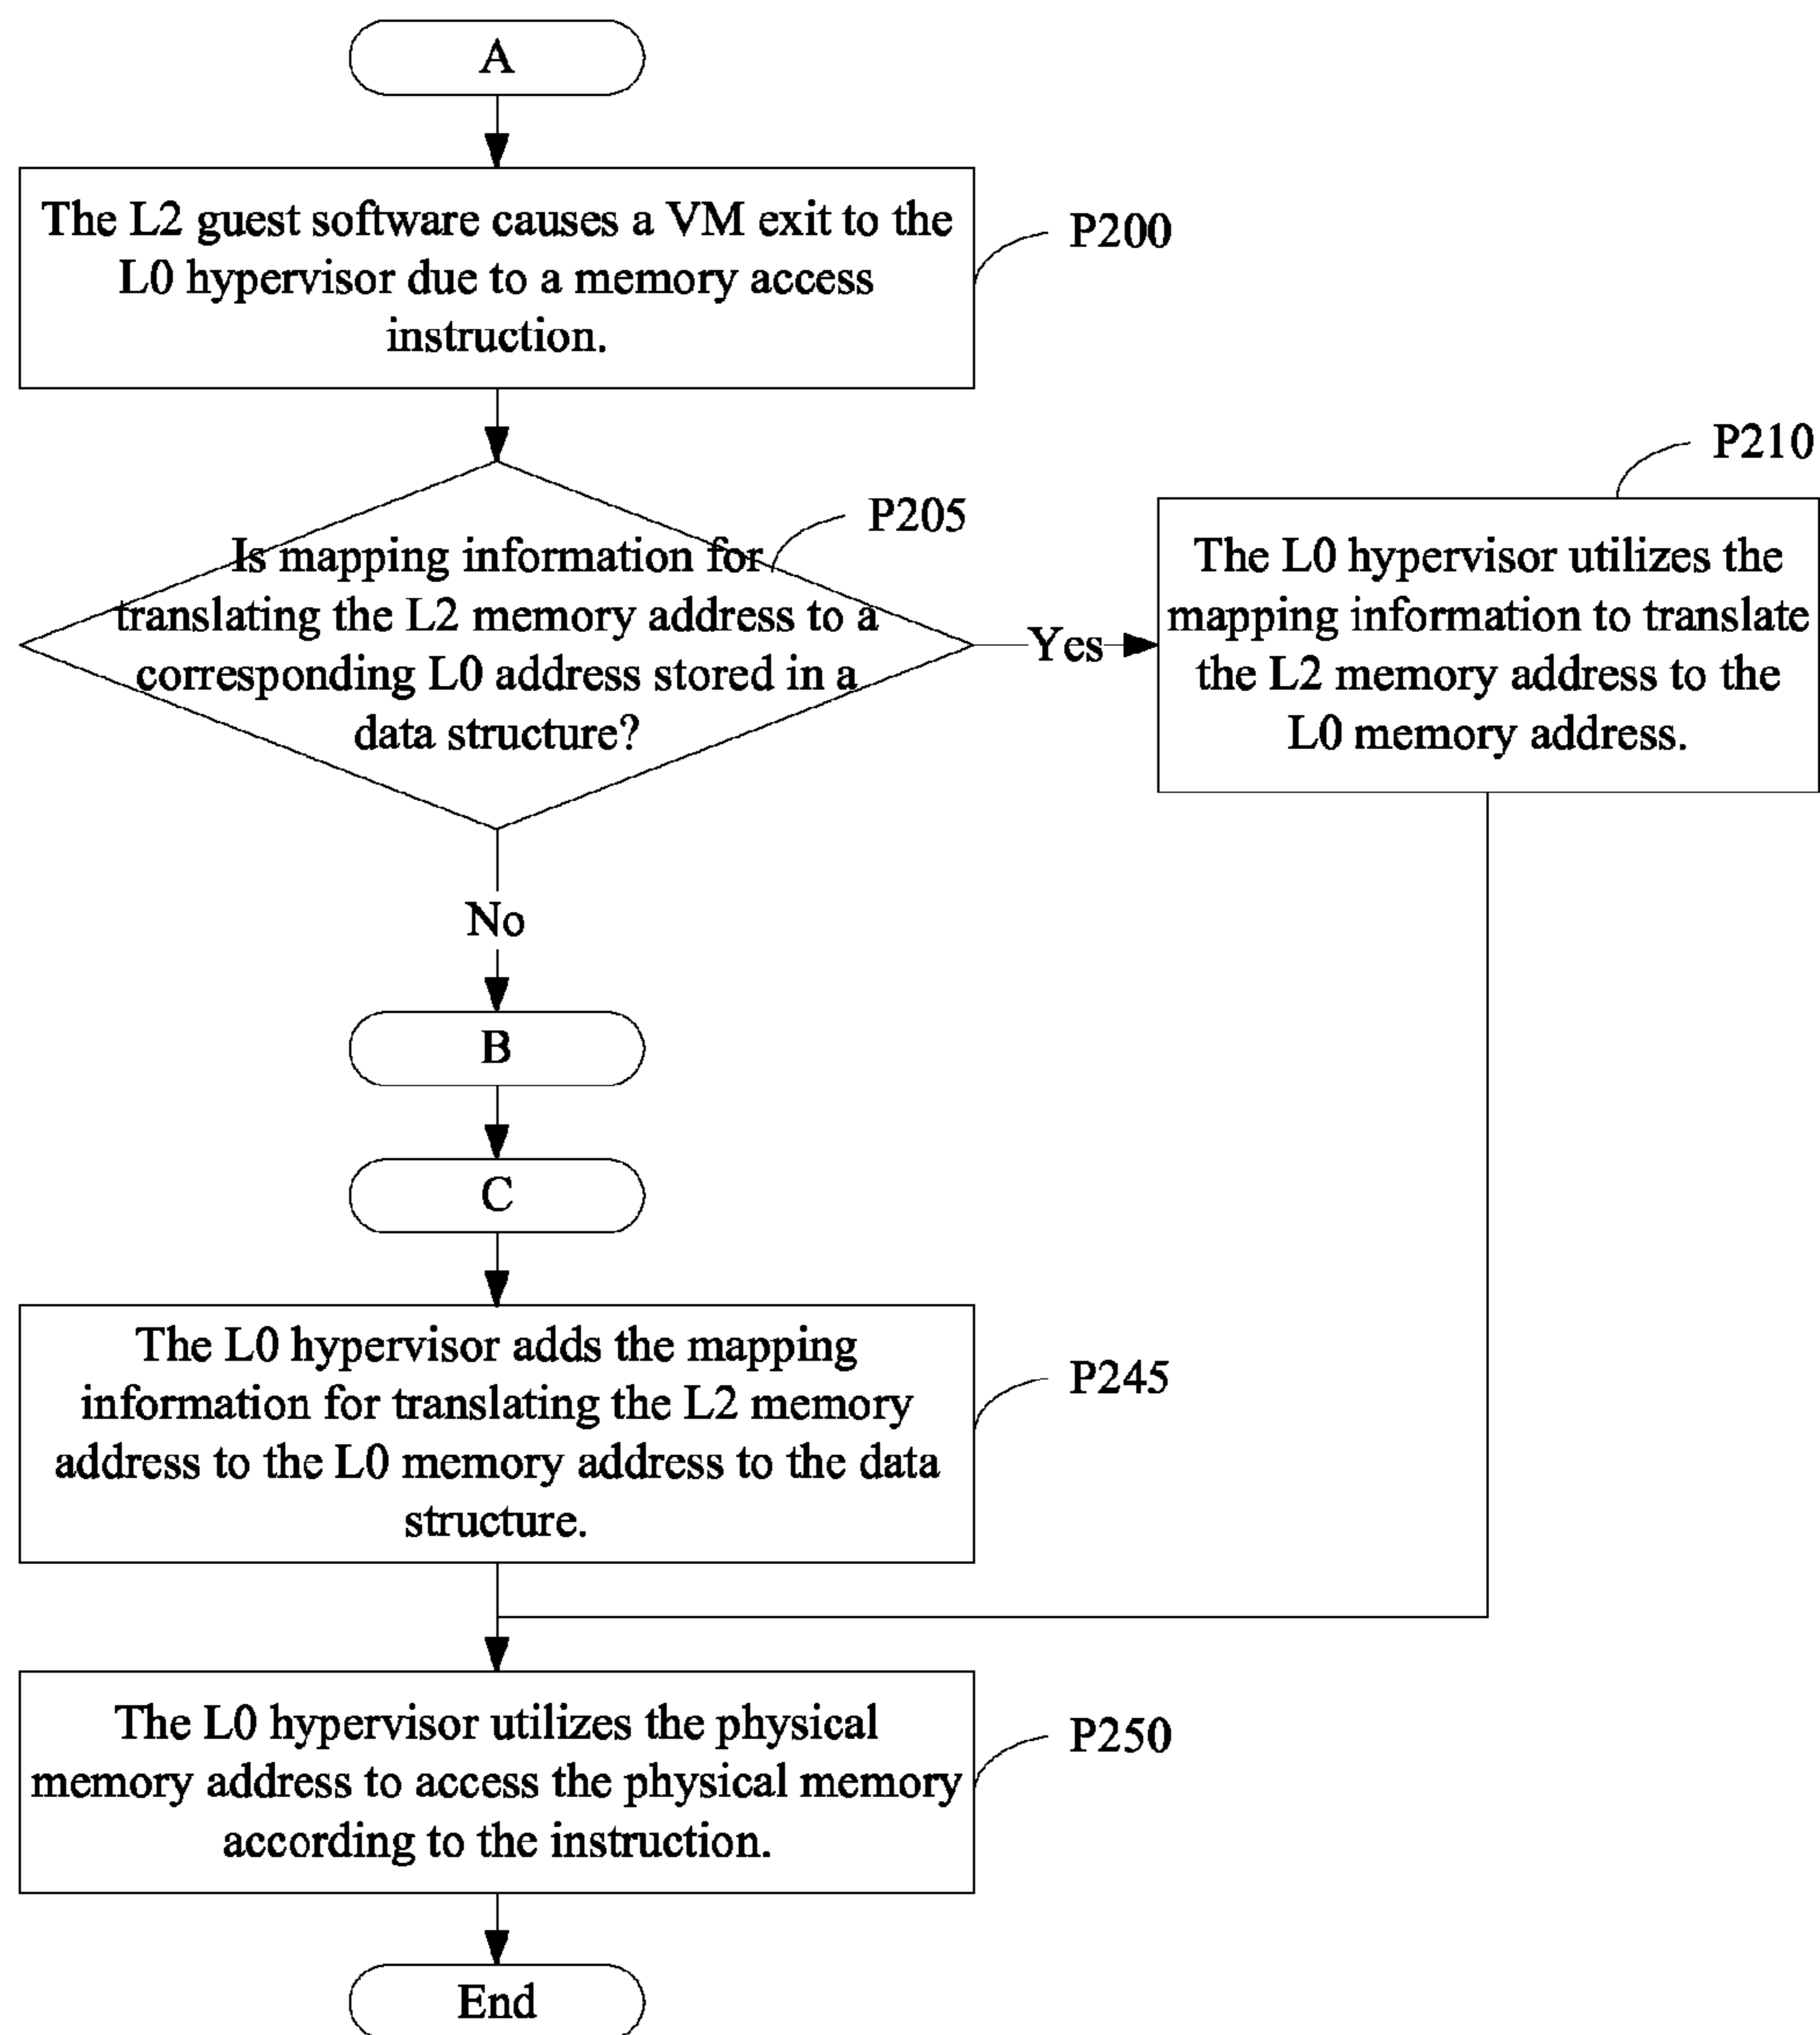 A
The L2 guest software causes a VM exit to the
L0 hypervisor due to a memory access
instruction.
P200
P205
Is mapping information for
translating the L2 memory address to a
corresponding L0 address stored in a
data structure?
Yes
P210
The L0 hypervisor utilizes the
mapping information to translate
the L2 memory address to the
L0 memory address.
No
B
C
The L0 hypervisor adds the mapping
information for translating the L2 memory
address to the L0 memory address to the data
structure.
P245
The L0 hypervisor utilizes the physical
memory address to access the physical memory
according to the instruction.
P250
End